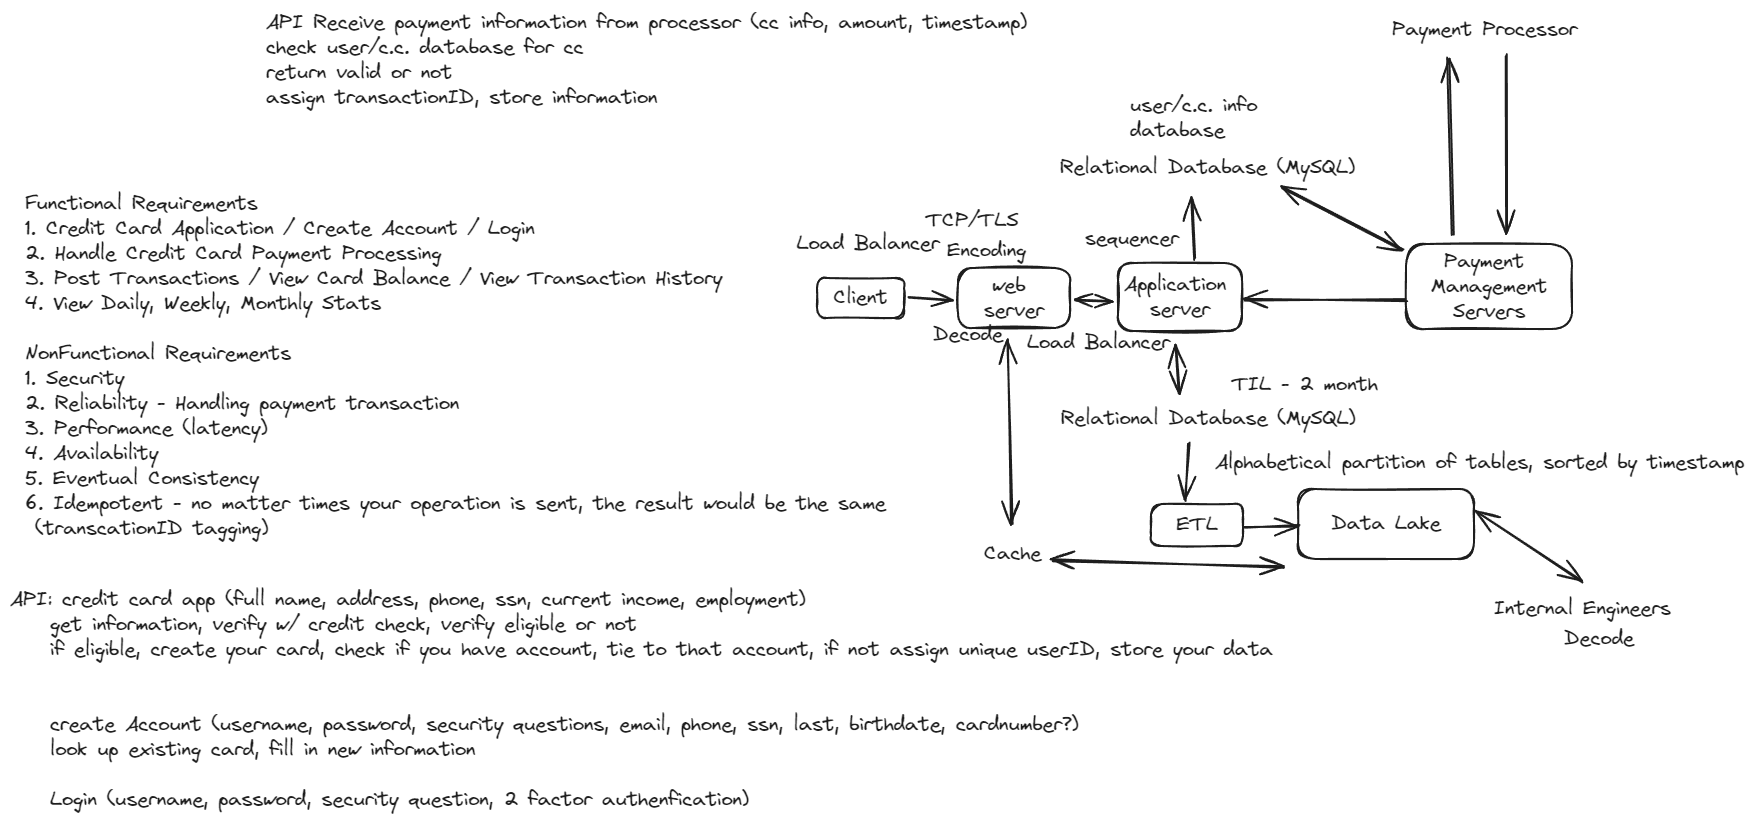 API Receive payment information from processor (cc info, amount, timestamp)
check user/c.c. database for cc
return valid or not
assign transactionID, store information
Payment Processor
user/c.c. info
database
Relational Database (MySQL)
Functional Requirements
1. Credit Card Application / Create Account / Login
2. Handle Credit Card Payment Processing
3. Post Transactions / View Card Balance / View Transaction History
4. View Daily, Weekly, Monthly Stats
NonFunctional Requirements
1. Security
2. Reliability - Handling payment transaction
3. Performance (latency)
4. Availability
5. Eventual Consistency
6. Idempotent - no matter times your operation is sent, the result would be the same
(transcationID tagging)
TCP/TLS
Load Balancer
Encoding
sequencer
Client
web
server
Application
server
Payment
Management
Servers
Decode
Load Balancer
TIL - 2 month
Relational Database (MySQL)
Alphabetical partition of tables, sorted by timestamp
ETL
Data Lake
Cache
Internal Engineers
Decode
API: credit card app (full name, address, phone, ssn, current income, employment)
get information, verify w/ credit check, verify eligible or not
if eligible, create your card, check if you have account, tie to that account, if not assign unique userID, store your data
create Account (username, password, security questions, email, phone, ssn, last, birthdate, cardnumber?)
look up existing card, fill in new information
Login (username, password, security question, 2 factor authenfication)